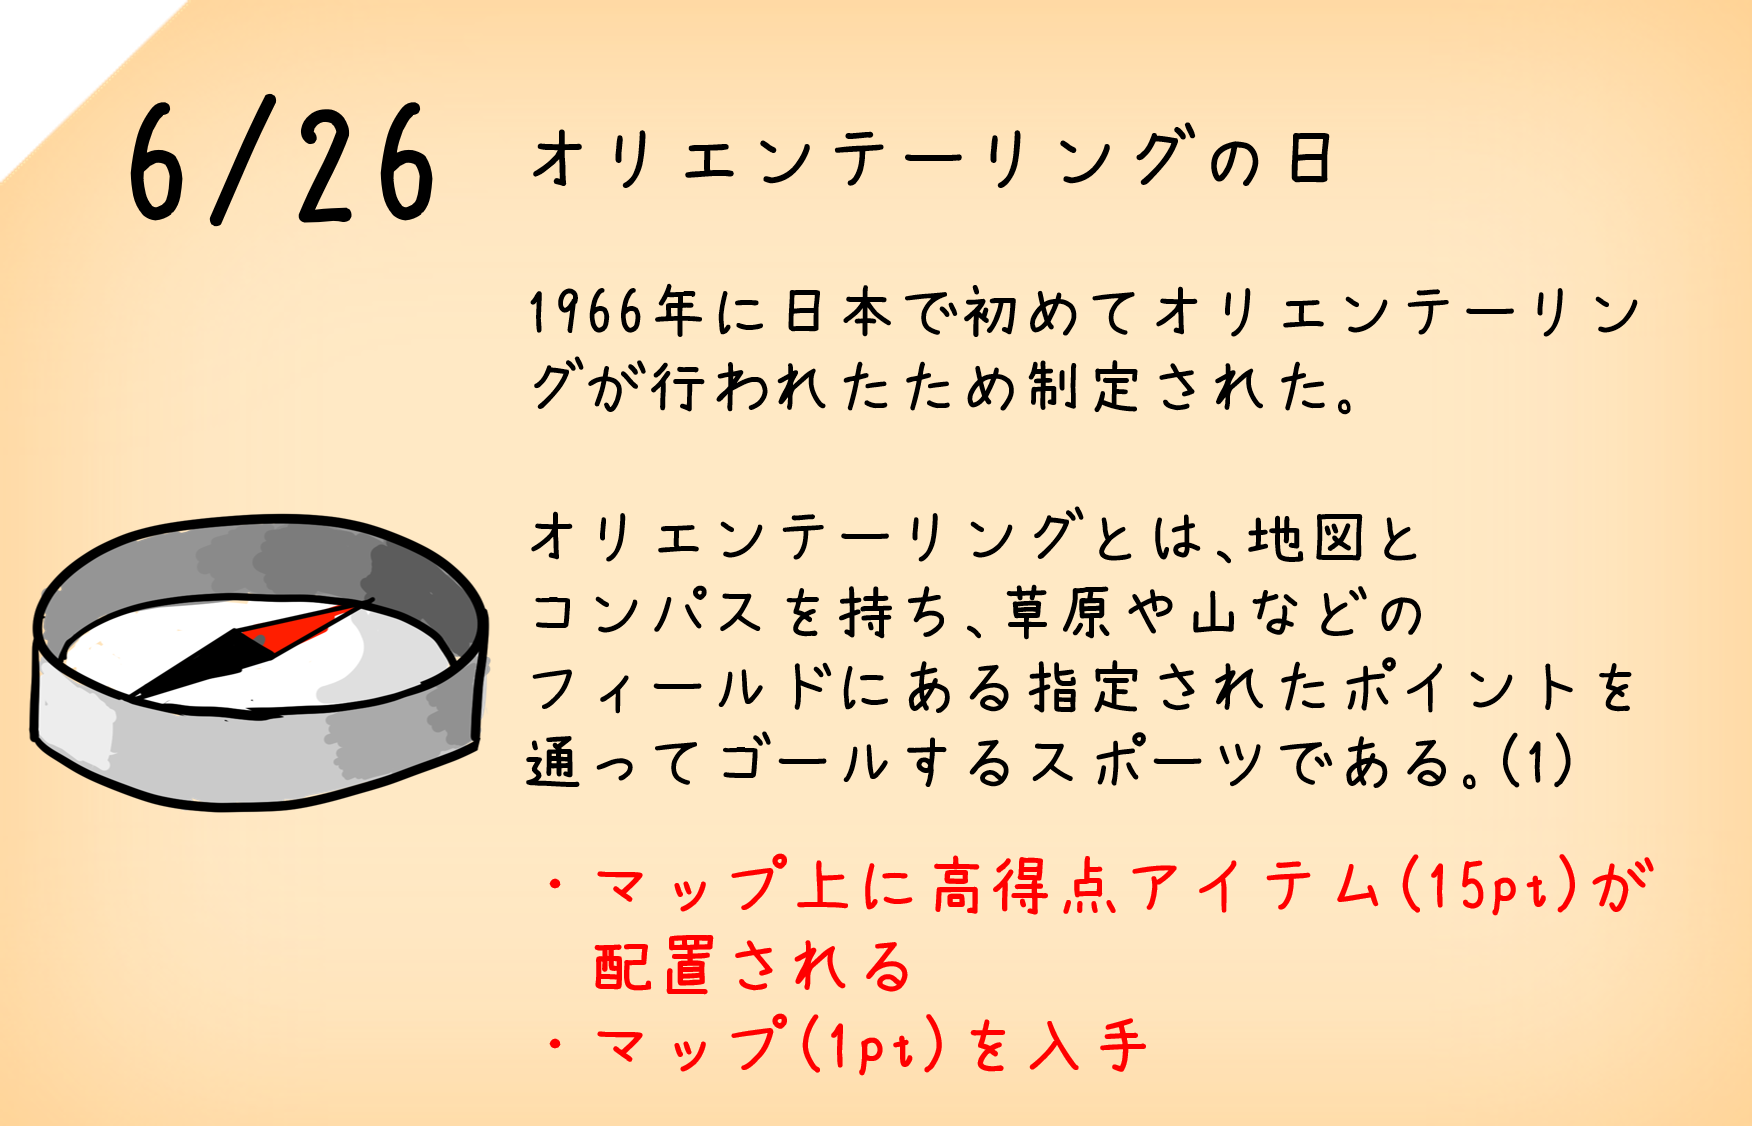 6/26 オリエンテーリングの日
1966年に日本で初めてオリエンテーリン
グが行われたため制定された。
オリエンテーリングとは、地図と
コンパスを持ち、草原や山などの
フィールドにある指定されたポイントを
通ってゴールするスポーツである。(1)
・マップ上に高得点アイテム(15pt)が
配置される
・マップ(1pt)を入手